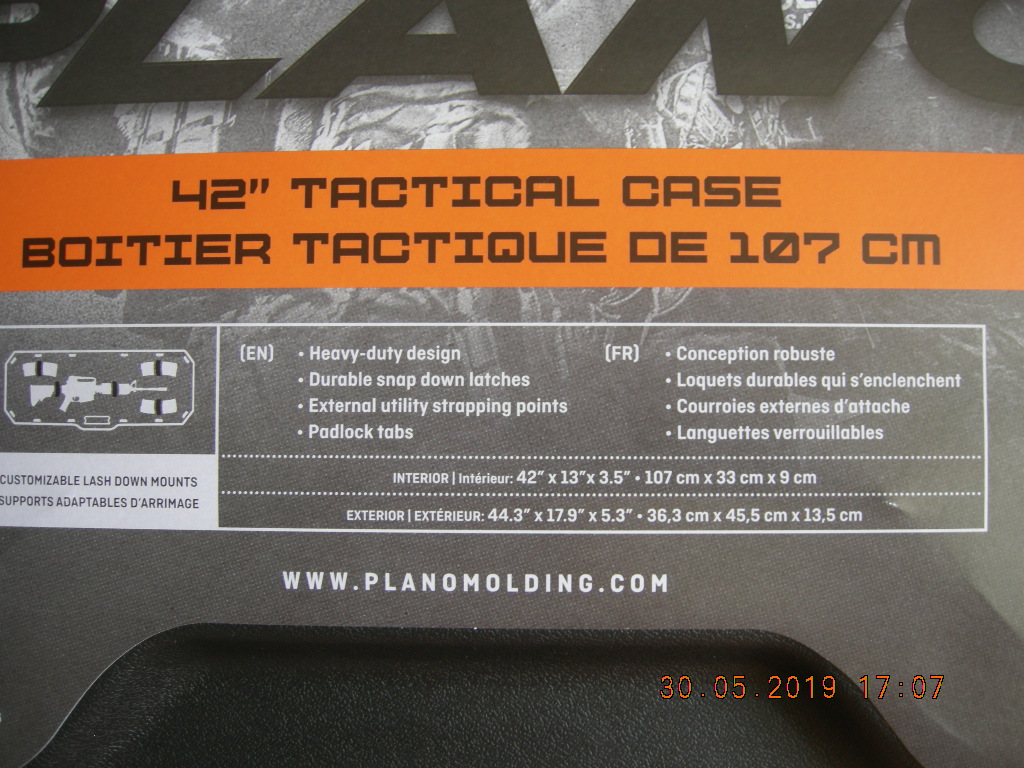 PLANO
42” TACTICAL CASE
BOITIER TACTIQUE DE 107 CM
(EN)
• Heavy-duty design
• Durable snap down latches
• External utility strapping points
• Padlock tabs
(FR)
• Conception robuste
• Loquets durables qui s’enclenchent
• Courroies externes d’attache
• Languettes verrouillables
CUSTOMIZABLE LASH DOWN MOUNTS
SUPPORTS ADAPTABLES D’ARRIMAGE
INTERIOR | Intérieur: 42” x 13”x 3.5” • 107 cm x 33 cm x 9 cm
EXTERIOR | EXTÉRIEUR: 44.3” x 17.9” x 5.3” • 36,3 cm x 45,5 cm x 13,5 cm
WWW.PLANOMOLDING.COM
30.05.2019 17:07